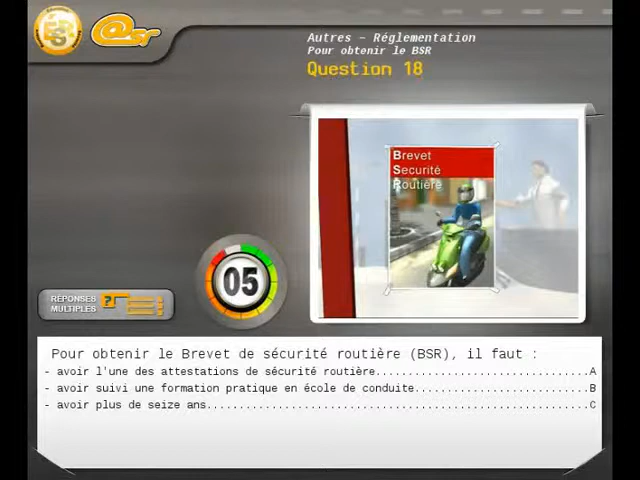 @sr
Autres - Réglementation
Pour obtenir le BSR
Question 18
Brevet
Securité
Routière
05
RÉPONSES
MULTIPLES
?
Pour obtenir le Brevet de sécurité routière (BSR), il faut :
- avoir l'une des attestations de sécurité routière................................A
- avoir suivi une formation pratique en école de conduite..........................B
- avoir plus de seize ans..........................................................C